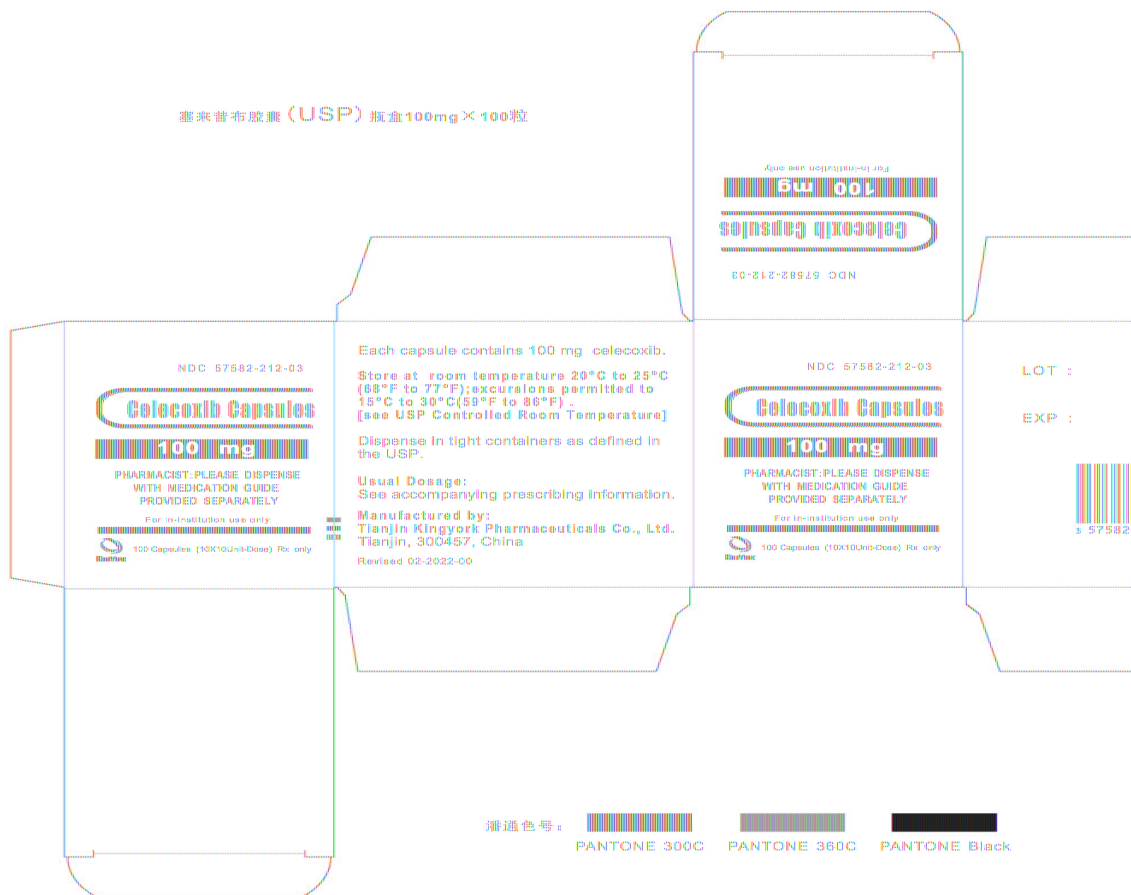 塞来昔布胶囊(USP)瓶盒100mg×100粒
For in-institution use only
100 mg
Celecoxib Capsules
NDC 57582-212-03
NDC 57582-212-03
Celecoxib Capsules
100 mg
PHARMACIST:PLEASE DISPENSE
WITH MEDICATION GUIDE
PROVIDED SEPARATELY
For in-institution use only
100 Capsules (10X10Unit-Dose) Rx only
Each capsule contains 100 mg celecoxib.
Store at room temperature 20°C to 25°C
(68°F to 77°F);excursions permitted to
15°C to 30°C(59°F to 86°F) .
[see USP Controlled Room Temperature]
Dispense in tight containers as defined in
the USP.
Usual Dosage:
See accompanying prescribing information.
Manufactured by:
Tianjin Kingyork Pharmaceuticals Co., Ltd.
Tianjin, 300457, China
Revised 02-2022-00
NDC 57582-212-03
Celecoxib Capsules
100 mg
PHARMACIST:PLEASE DISPENSE
WITH MEDICATION GUIDE
PROVIDED SEPARATELY
For in-institution use only
100 Capsules (10X10Unit-Dose) Rx only
LOT :
EXP :
57582
潘通色号:
PANTONE 300C
PANTONE 360C
PANTONE Black